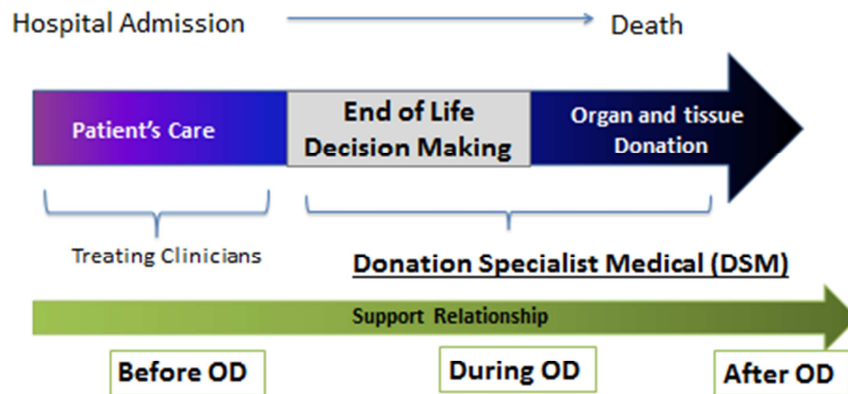 Hospital Admission
Death
Patient's Care
End of Life
Decision Making
Organ and tissue
Donation
Treating Clinicians
Donation Specialist Medical (DSM)
Support Relationship
Before OD
During OD
After OD